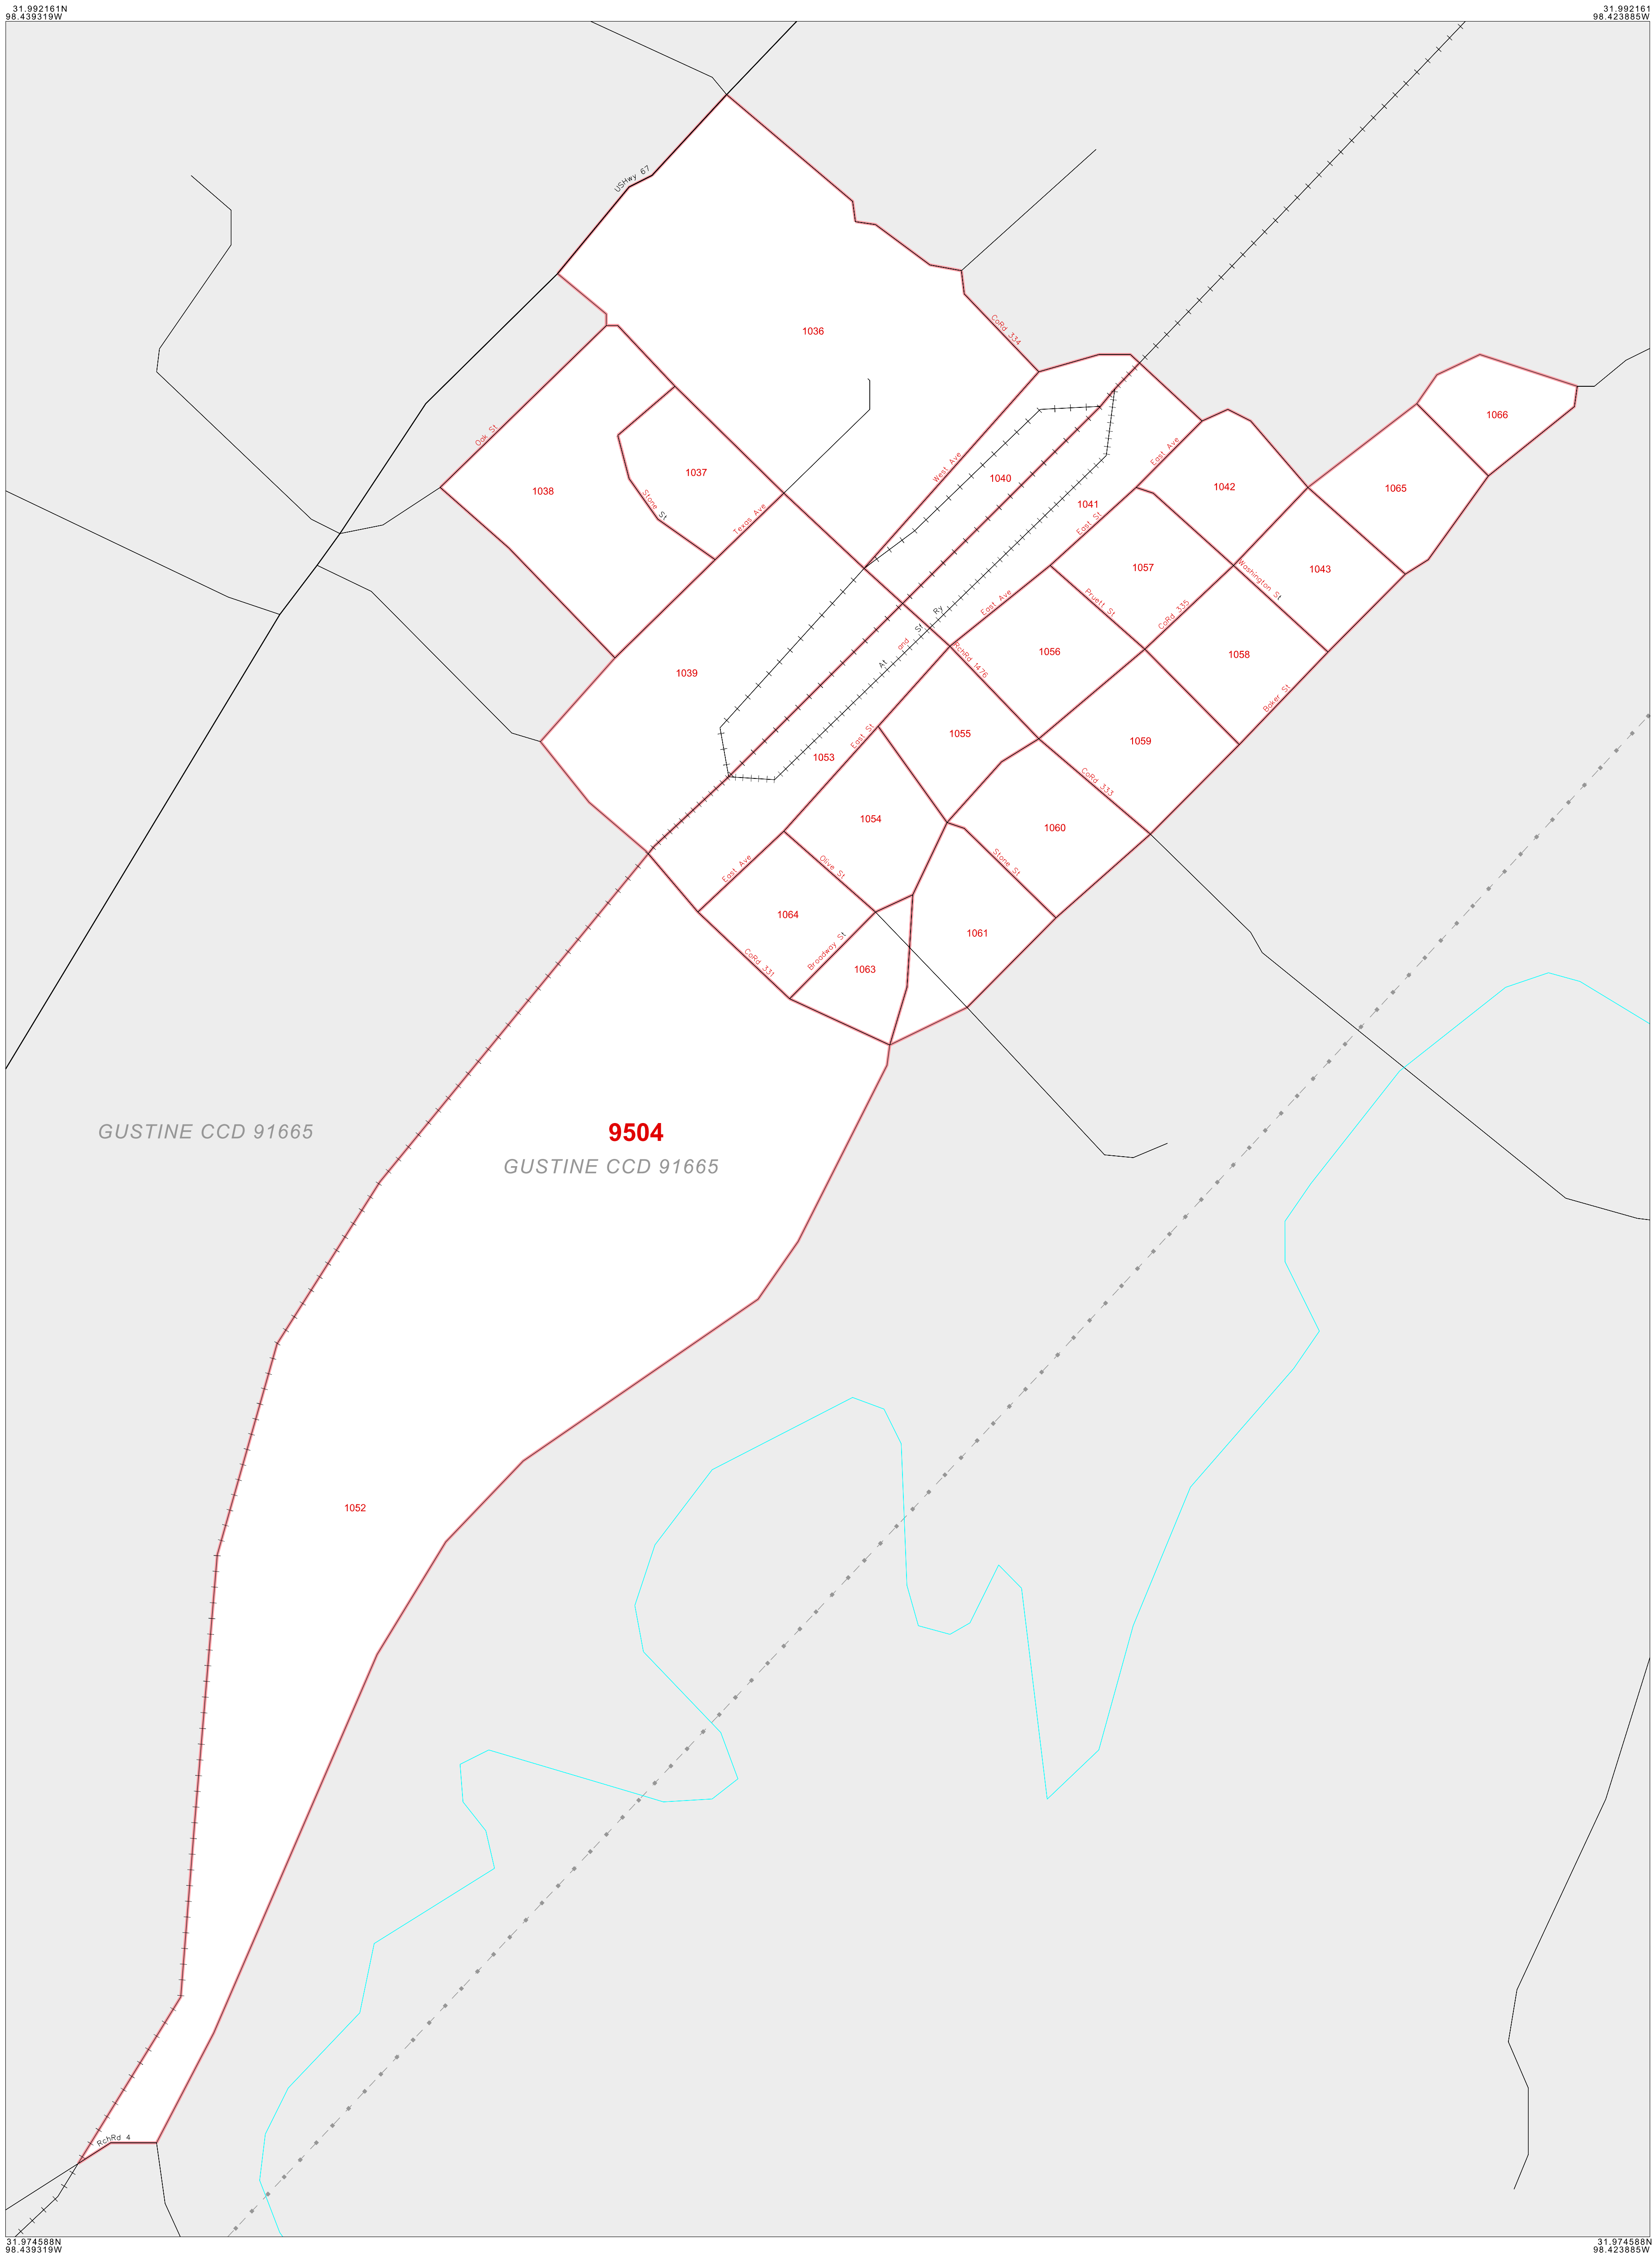 31.992161N
98.439319W
31.992161
98.423885W
USHwy 67
1036
CoRd 334
Oak St
1037
1038
Stone St
Texas Ave
West Ave
1040
1041
East Ave
East St
1042
1066
1065
1043
1057
Washington St
Pruett St
CoRd 335
East Ave
At and St Ry
RchRd 1476
1056
1058
Baker St
1039
1053
East St
1055
1059
CoRd 333
1054
1060
Olive St
East Ave
Stone St
1064
1061
Broadway St
CoRd 331
1063
GUSTINE CCD 91665
9504
GUSTINE CCD 91665
1052
RchRd 4
31.974588N
98.439319W
31.974588N
98.423885W